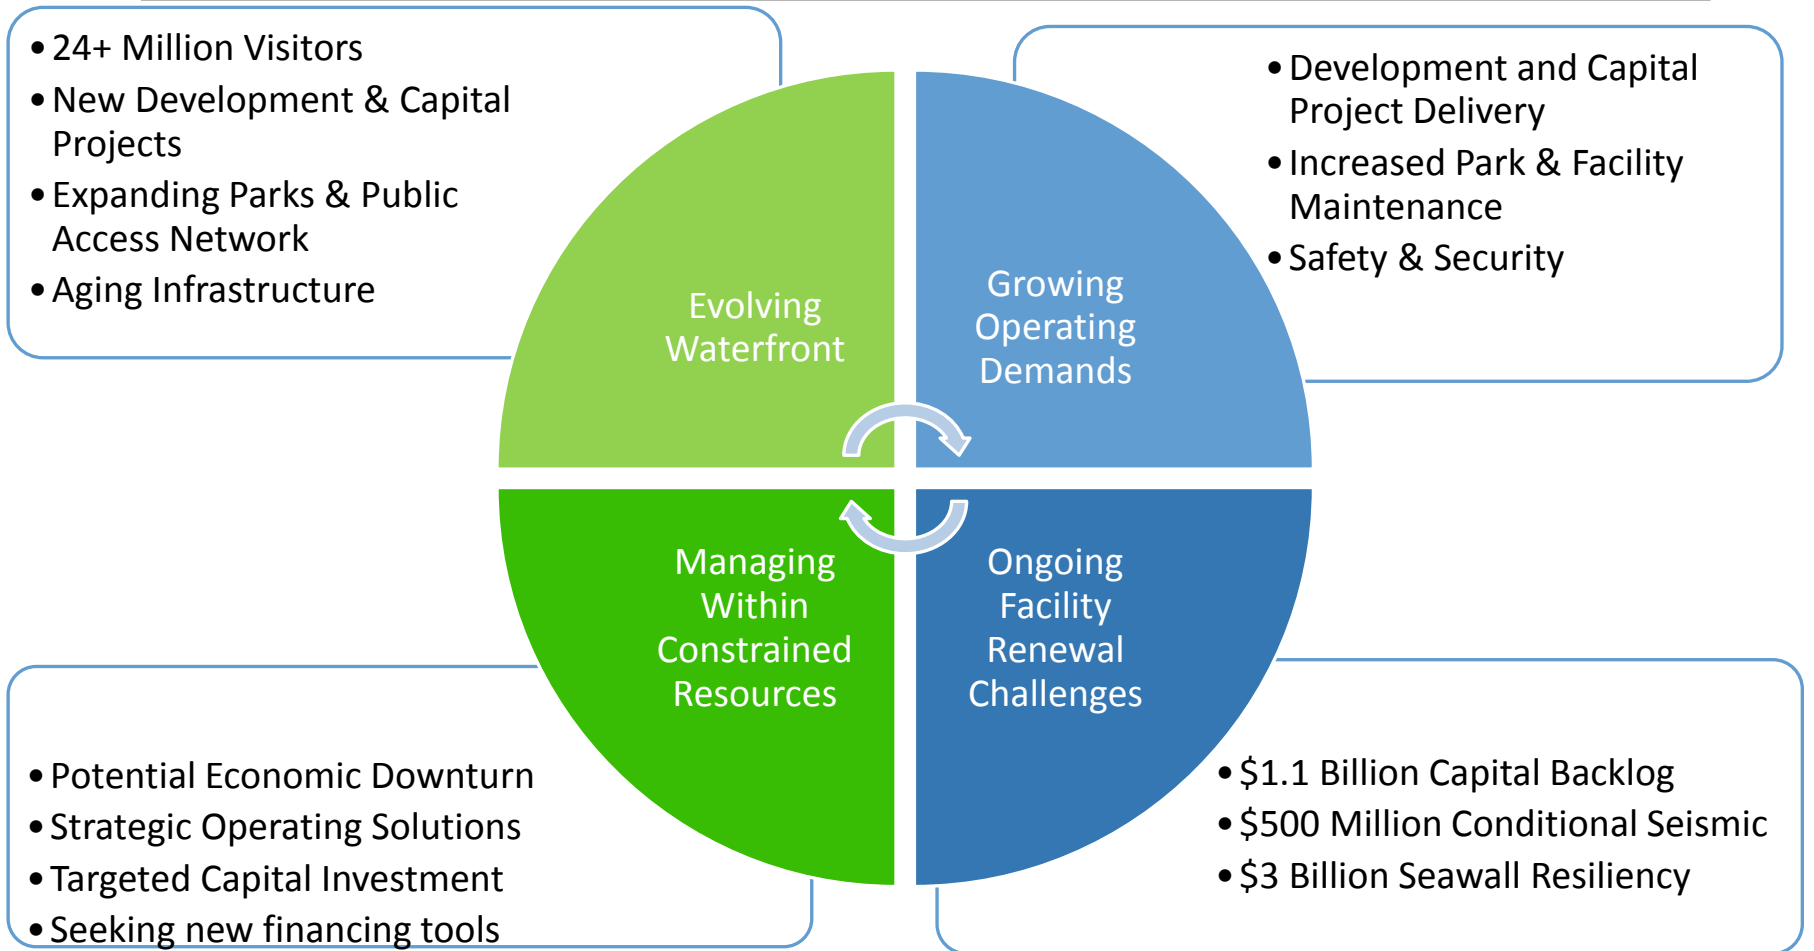 • 24+ Million Visitors
• New Development & Capital
Projects
• Expanding Parks & Public
Access Network
• Aging Infrastructure
• Development and Capital
Project Delivery
• Increased Park & Facility
Maintenance
• Safety & Security
Evolving
Waterfront
Growing
Operating
Demands
Managing
Within
Constrained
Resources
Ongoing
Facility
Renewal
Challenges
• Potential Economic Downturn
• Strategic Operating Solutions
• Targeted Capital Investment
• Seeking new financing tools
• $1.1 Billion Capital Backlog
• $500 Million Conditional Seismic
• $3 Billion Seawall Resiliency